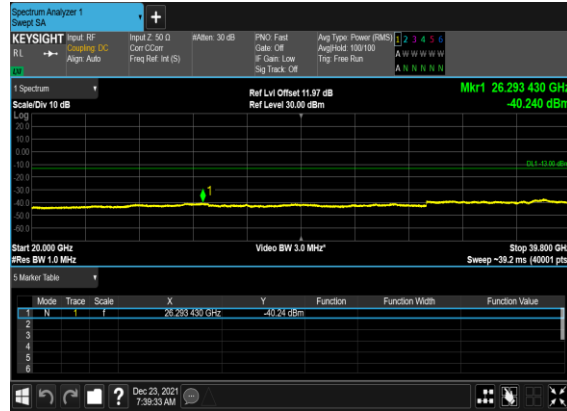 Spectrum Analyzer 1
Swept SA
+
KEYSIGHT Input: RF Input Z: 50 Ω #Atten: 30 dB PNO: Fast Avg Type: Power (RMS) 1 2 3 4 5 6
RL Coupling: DC Corr CCorr Gate: Off Avg|Hold: 100/100 A W W W W W
Align: Auto Freq Ref: Int (S) IF Gain: Low Trig: Free Run
LW Sig Track: Off A N N N N N
1 Spectrum Ref Lvl Offset 11.97 dB Mkr1 26.293 430 GHz
Scale/Div 10 dB Ref Level 30.00 dBm -40.240 dBm
Log
20.0
10.0
0.00
-10.0 DL1 -13.00 dBm
-20.0
-30.0 1
-40.0
-50.0
-60.0
Start 20.000 GHz Video BW 3.0 MHz* Stop 39.800 GHz
#Res BW 1.0 MHz Sweep ~39.2 ms (40001 pts
5 Marker Table
Mode Trace Scale X Y Function Function Width Function Value
1 N 1 f 26.293 430 GHz -40.24 dBm
2
3
4
5
6
? Dec 23, 2021
7:39:33 AM